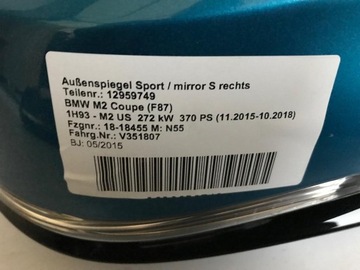 Außenspiegel Sport / mirror S rechts
Teilenr.: 12959749
BMW M2 Coupe (F87)
1H93 - M2 US 272 kW 370 PS (11.2015-10.2018)
Fzgnr.: 18-18455 M: N55
Fahrg.Nr.: V351807
BJ: 05/2015